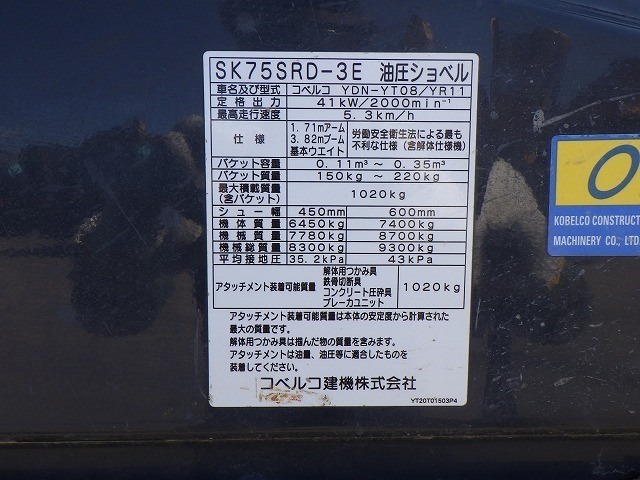 SK75SRD-3E 油圧ショベル
車名及び型式 コベルコ YDN-YT08/YR11
定格出力 41kW/2000min⁻¹
最高走行速度 5.3km/h
仕様 1.71mアーム 3.82mブーム 基本ウエイト 労働安全衛生法による最も不利な仕様(含解体仕様機)
バケット容量 0.11m³ ~ 0.35m³
バケット質量 150kg ~ 220kg
最大積載質量(含バケット) 1020kg
シュー幅 450mm 600mm
機体質量 6450kg 7400kg
機械質量 7780kg 8700kg
機械総質量 8300kg 9300kg
平均接地圧 35.2kPa 43kPa
アタッチメント装着可能質量 解体用つかみ具 鉄骨切断具 コンクリート圧砕具 ブレーカユニット 1020kg
アタッチメント装着可能質量は本体の安定度から計算された
最大の質量です。
解体用つかみ具は掴んだ物の質量を含みます。
アタッチメントは油量、油圧等に適合したものを
装着してください。
コベルコ建機株式会社
YT20T01503P4
O
KOBELCO CONSTRUCT
MACHINERY CO., LTD.